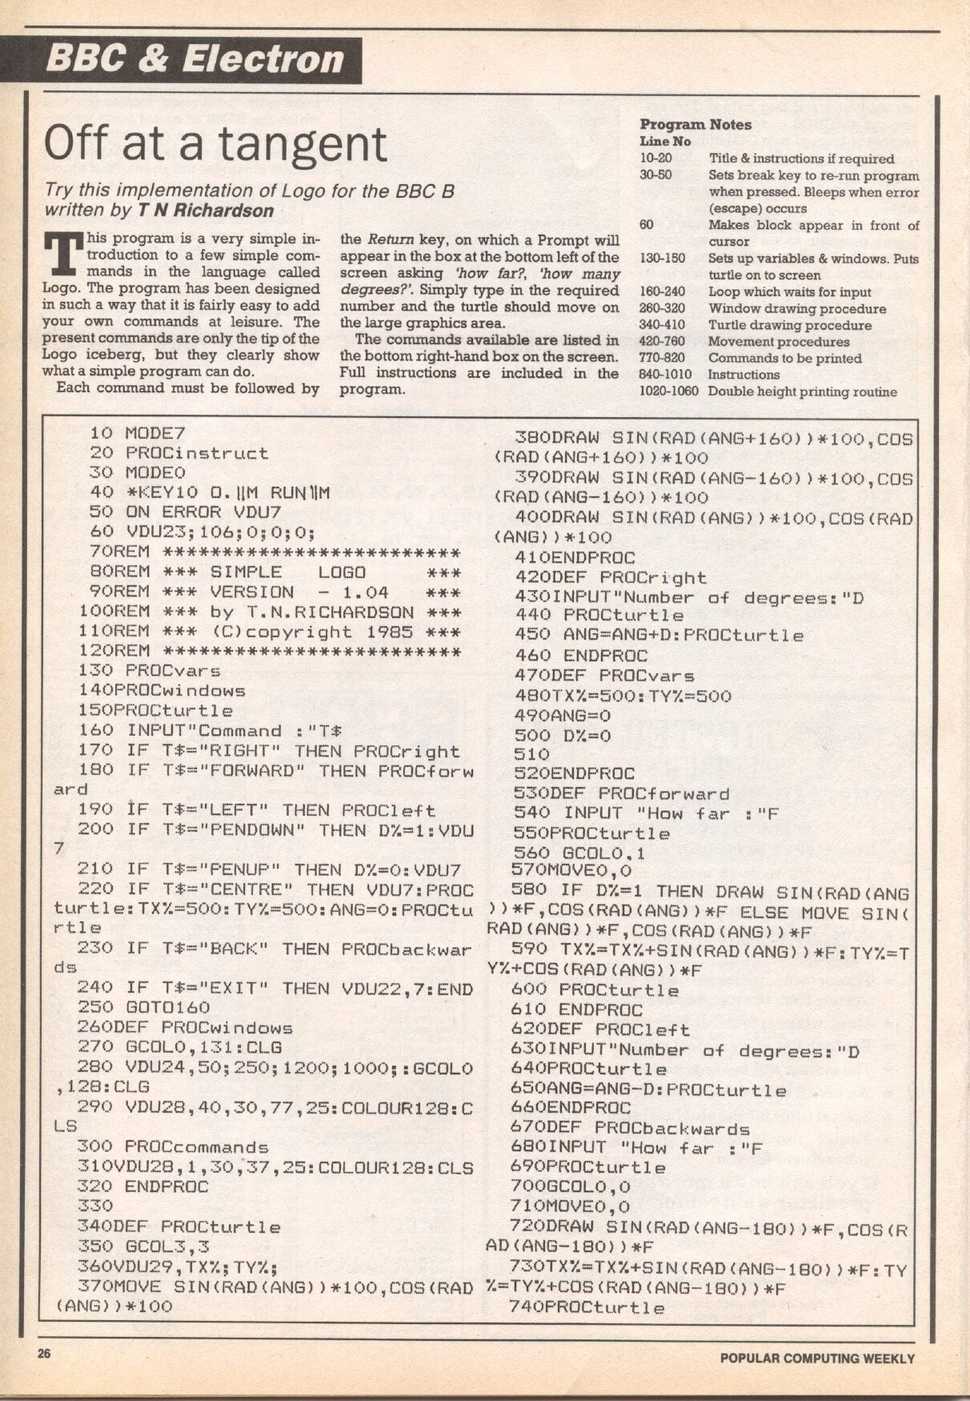 BBC & Electron
Off at a tangent
Try this implementation of Logo for the BBC B
written by T N Richardson
This program is a very simple in-
troduction to a few simple com-
mands in the language called
Logo. The program has been designed
in such a way that it is fairly easy to add
your own commands at leisure. The
present commands are only the tip of the
Logo iceberg, but they clearly show
what a simple program can do.
Each command must be followed by
the Return key, on which a Prompt will
appear in the box at the bottom left of the
screen asking 'how far?, 'how many
degrees?'. Simply type in the required
number and the turtle should move on
the large graphics area.
The commands available are listed in
the bottom right-hand box on the screen.
Full instructions are included in the
program.
Program Notes
Line No
10-20 Title & instructions if required
30-50 Sets break key to re-run program
when pressed. Bleeps when error
(escape) occurs
60 Makes block appear in front of
cursor
130-150 Sets up variables & windows. Puts
turtle on to screen
160-240 Loop which waits for input
260-320 Window drawing procedure
340-410 Turtle drawing procedure
420-760 Movement procedures
770-820 Commands to be printed
840-1010 Instructions
1020-1060 Double height printing routine
10 MODE7
20 PROCinstruct
30 MODE0
40 *KEY10 O.||M RUN||M
50 ON ERROR VDU7
60 VDU23;106;0;0;0;
70REM *************************
80REM *** SIMPLE LOGO ***
90REM *** VERSION - 1.04 ***
100REM *** by T.N.RICHARDSON ***
110REM *** (C)copyright 1985 ***
120REM *************************
130 PROCvars
140PROCwindows
150PROCturtle
160 INPUT"Command :"T$
170 IF T$="RIGHT" THEN PROCright
180 IF T$="FORWARD" THEN PROCforw
ard
190 IF T$="LEFT" THEN PROCleft
200 IF T$="PENDOWN" THEN D%=1:VDU
7
210 IF T$="PENUP" THEN D%=0:VDU7
220 IF T$="CENTRE" THEN VDU7:PROC
turtle:TX%=500:TY%=500:ANG=0:PROCtu
rtle
230 IF T$="BACK" THEN PROCbackwar
ds
240 IF T$="EXIT" THEN VDU22,7:END
250 GOTO160
260DEF PROCwindows
270 GCOL0,131:CLG
280 VDU24,50;250;1200;1000;:GCOL0
,128:CLG
290 VDU28,40,30,77,25:COLOUR128:C
LS
300 PROCcommands
310VDU28,1,30,37,25:COLOUR128:CLS
320 ENDPROC
330
340DEF PROCturtle
350 GCOL3,3
360VDU29,TX%;TY%;
370MOVE SIN(RAD(ANG))*100,COS(RAD
(ANG))*100
380DRAW SIN(RAD(ANG+160))*100,COS
(RAD(ANG+160))*100
390DRAW SIN(RAD(ANG-160))*100,COS
(RAD(ANG-160))*100
400DRAW SIN(RAD(ANG))*100,COS(RAD
(ANG))*100
410ENDPROC
420DEF PROCright
430INPUT"Number of degrees:"D
440 PROCturtle
450 ANG=ANG+D:PROCturtle
460 ENDPROC
470DEF PROCvars
480TX%=500:TY%=500
490ANG=0
500 D%=0
510
520ENDPROC
530DEF PROCforward
540 INPUT "How far :"F
550PROCturtle
560 GCOL0,1
570MOVE0,0
580 IF D%=1 THEN DRAW SIN(RAD(ANG
))*F,COS(RAD(ANG))*F ELSE MOVE SIN(
RAD(ANG))*F,COS(RAD(ANG))*F
590 TX%=TX%+SIN(RAD(ANG))*F:TY%=T
Y%+COS(RAD(ANG))*F
600 PROCturtle
610 ENDPROC
620DEF PROCleft
630INPUT"Number of degrees:"D
640PROCturtle
650ANG=ANG-D:PROCturtle
660ENDPROC
670DEF PROCbackwards
680INPUT "How far :"F
690PROCturtle
700GCOL0,0
710MOVE0,0
720DRAW SIN(RAD(ANG-180))*F,COS(R
AD(ANG-180))*F
730TX%=TX%+SIN(RAD(ANG-180))*F:TY
%=TY%+COS(RAD(ANG-180))*F
740PROCturtle
26
POPULAR COMPUTING WEEKLY